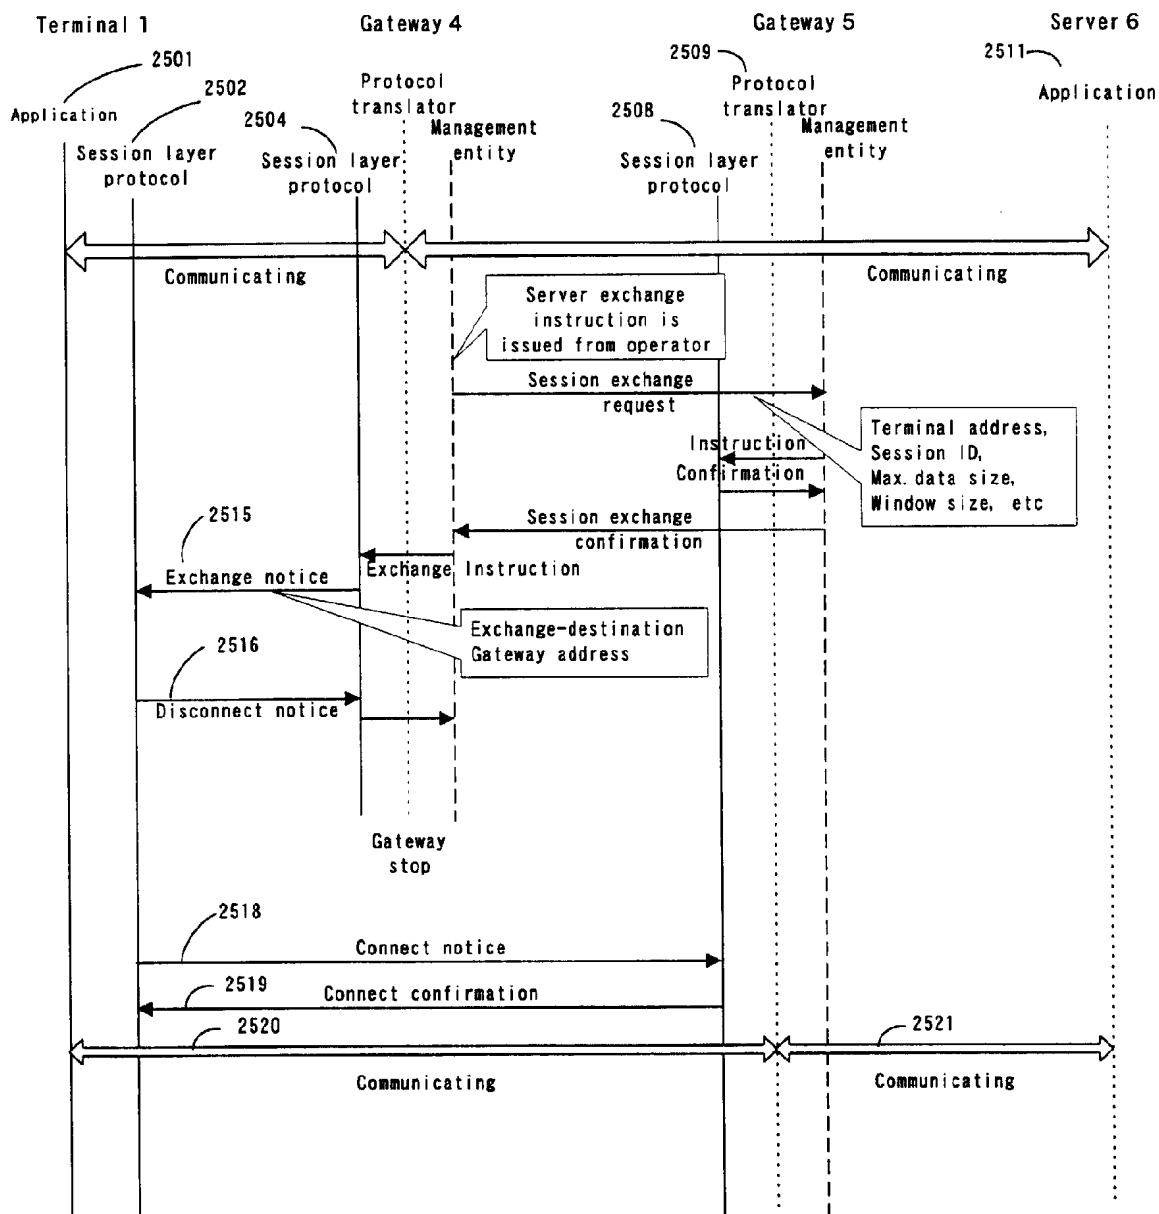 Terminal 1
Gateway 4
Gateway 5
Server 6
2501
2502
2504
2508
2509
2511
Application
Session layer
protocol
Session layer
protocol
Protocol
translator
Management
entity
Session layer
protocol
Protocol
translator
Management
entity
Application
Communicating
Communicating
Server exchange
instruction is
issued from operator
Session exchange
request
Terminal address,
Session ID,
Max. data size,
Window size, etc
Instruction
Confirmation
Session exchange
confirmation
2515
Exchange Instruction
Exchange notice
Exchange-destination
Gateway address
2516
Disconnect notice
Gateway
stop
2518
Connect notice
2519
Connect confirmation
2520
2521
Communicating
Communicating